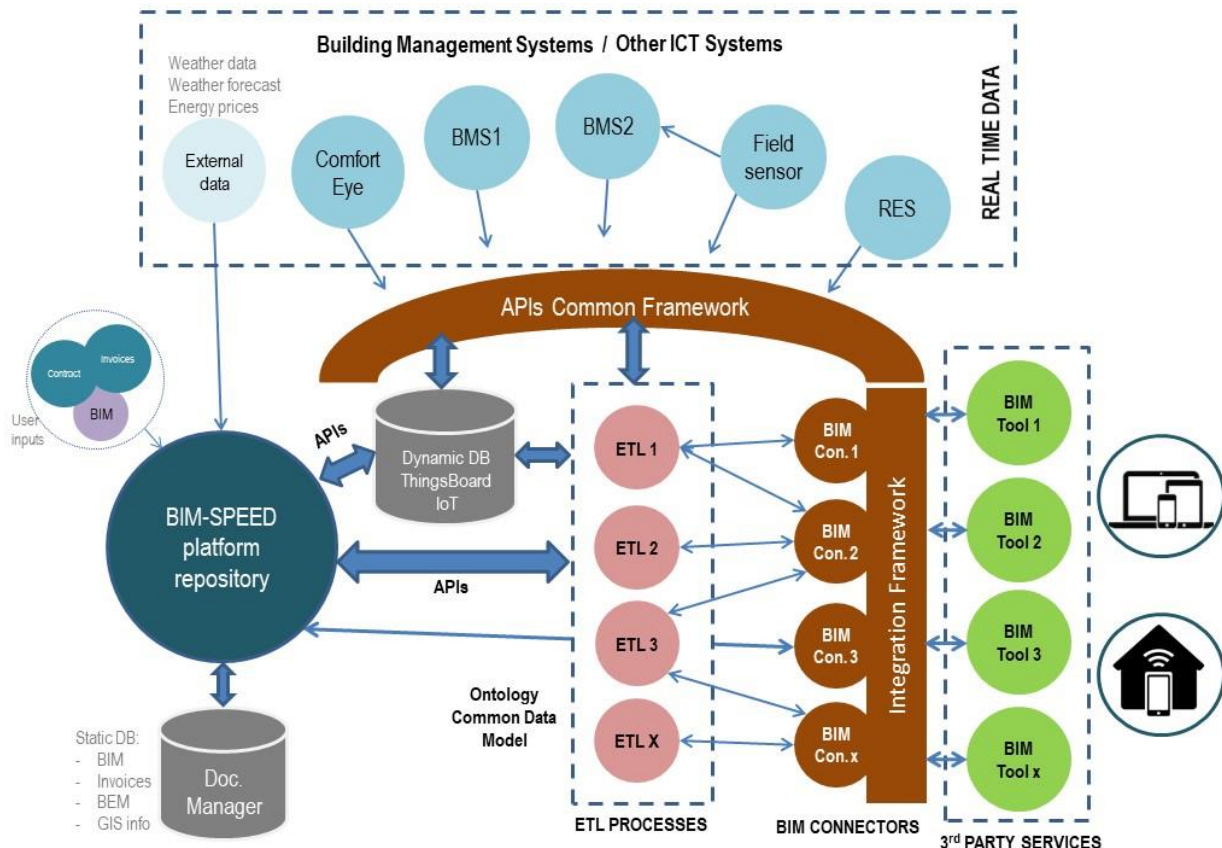 Building Management Systems / Other ICT Systems
Weather data
Weather forecast
Energy prices
External
data
Comfort
Eye
BMS1
BMS2
Field
sensor
RES
REAL TIME DATA
APIs Common Framework
Contract
Invoices
BIM
User
inputs
APIs
Dynamic DB
ThingsBoard
IoT
BIM-SPEED
platform
repository
APIs
ETL 1
ETL 2
ETL 3
ETL X
Ontology
Common Data
Model
ETL PROCESSES
BIM
Con.1
BIM
Con.2
BIM
Con.3
BIM
Con.x
BIM CONNECTORS
Integration Framework
BIM
Tool 1
BIM
Tool 2
BIM
Tool 3
BIM
Tool x
3rd PARTY SERVICES
Static DB:
- BIM
- Invoices
- BEM
- GIS info
Doc.
Manager